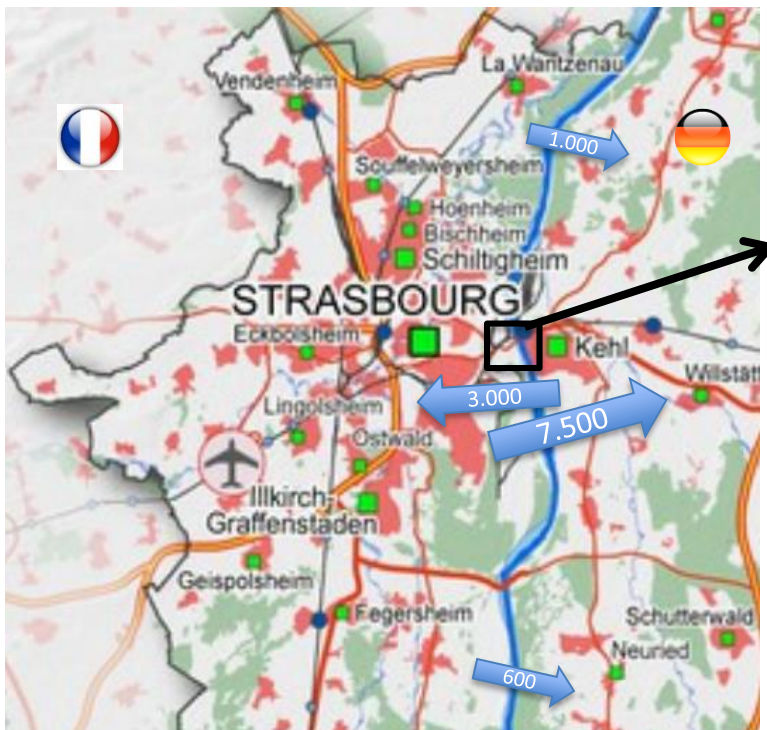 La Wantzenau
Vendenheim
1.000
Souffelweyersheim
Hoenheim
Bischheim
Schiltigheim
STRASBOURG
Eckbolsheim
Kehl
Willstätt
3.000
7.500
Lingolsheim
Ostwald
Illkirch-
Graffenstaden
Geispolsheim
Fegersheim
Schutterwald
Neuried
600